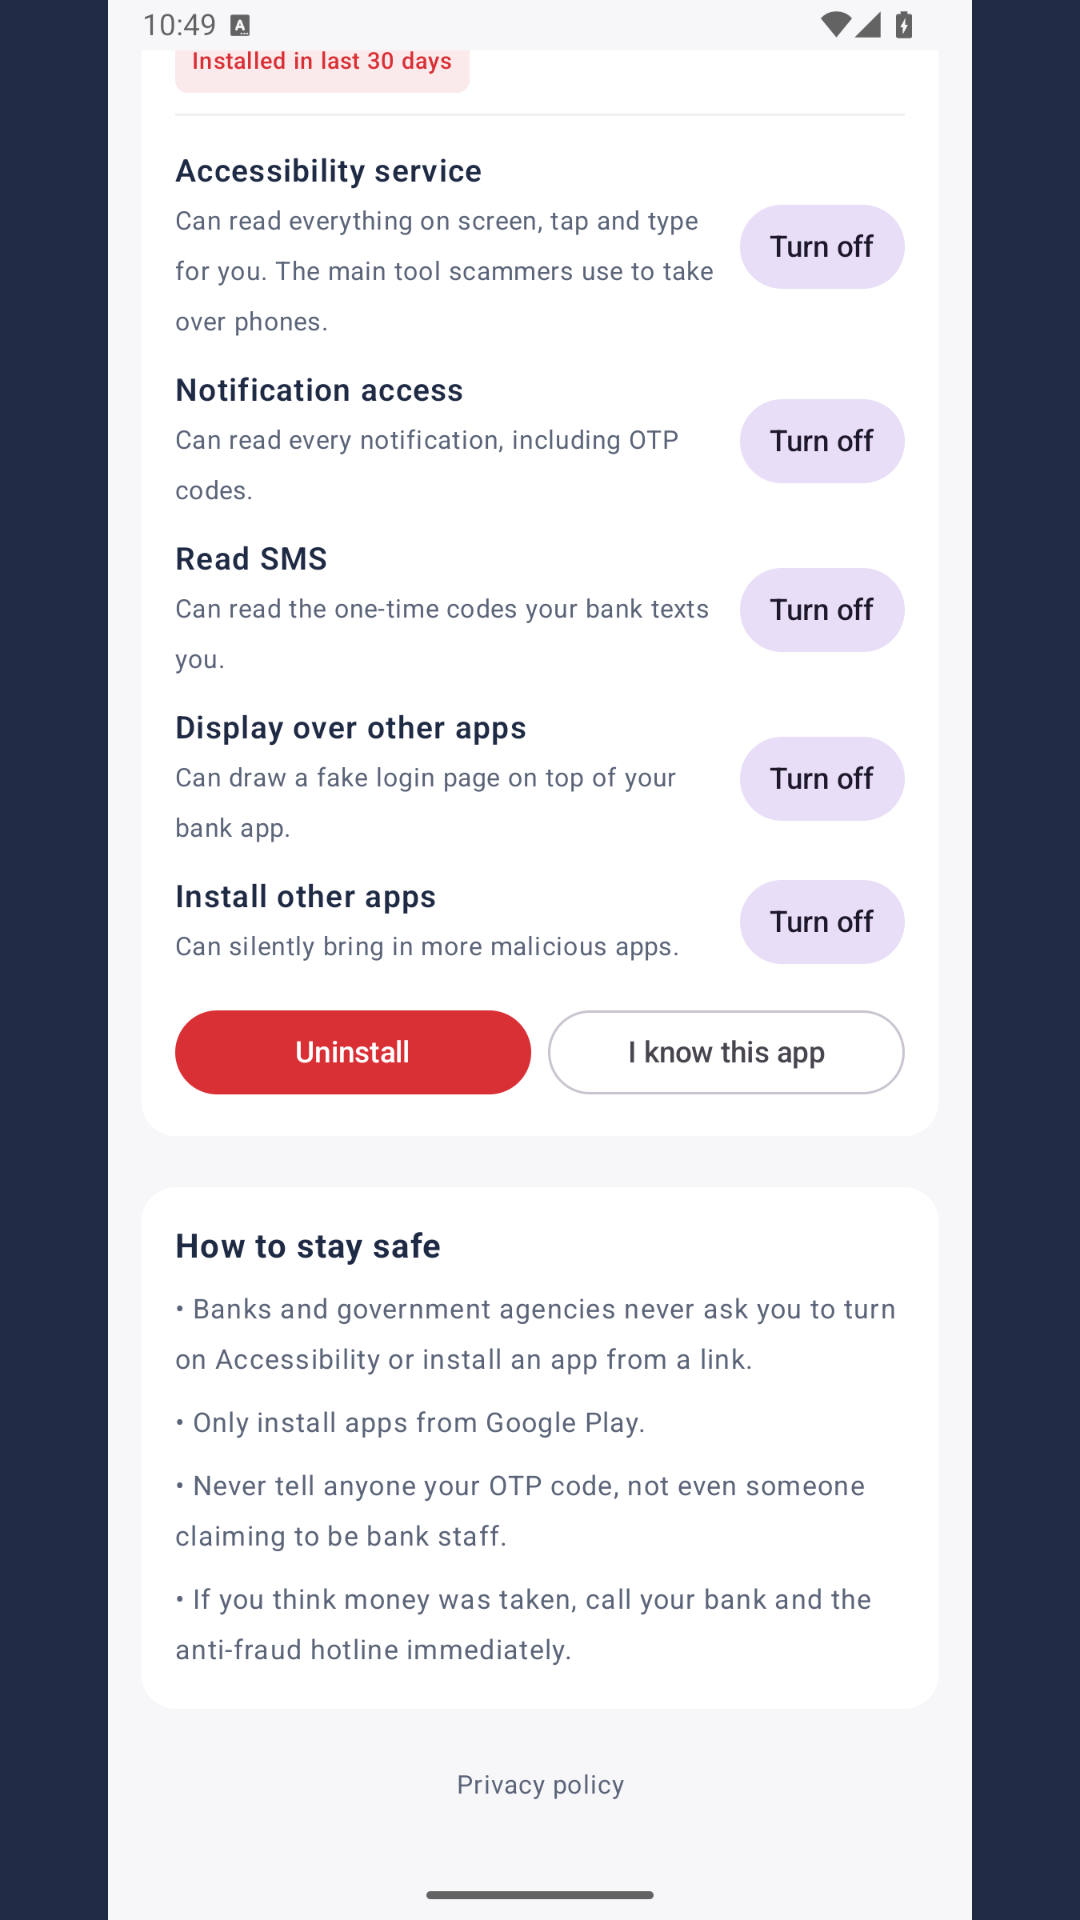 10:49
Installed in last 30 days
Accessibility service
Can read everything on screen, tap and type
for you. The main tool scammers use to take
over phones.
Turn off
Notification access
Can read every notification, including OTP
codes.
Turn off
Read SMS
Can read the one-time codes your bank texts
you.
Turn off
Display over other apps
Can draw a fake login page on top of your
bank app.
Turn off
Install other apps
Can silently bring in more malicious apps.
Turn off
Uninstall
I know this app
How to stay safe
• Banks and government agencies never ask you to turn
on Accessibility or install an app from a link.
• Only install apps from Google Play.
• Never tell anyone your OTP code, not even someone
claiming to be bank staff.
• If you think money was taken, call your bank and the
anti-fraud hotline immediately.
Privacy policy